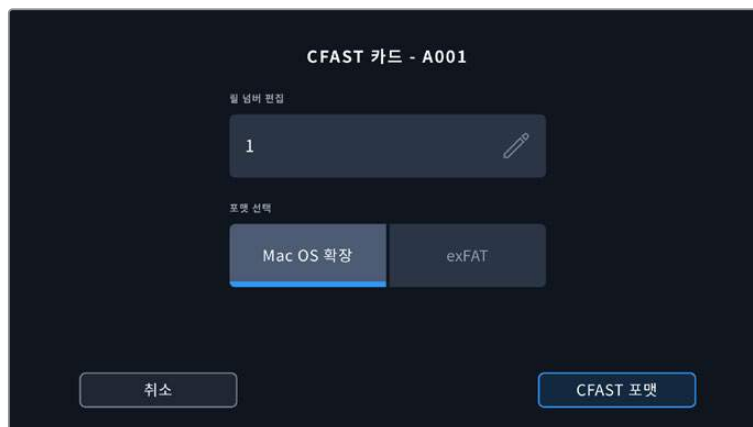 CFAST 카드 - A001
릴 넘버 편집
1
포맷 선택
Mac OS 확장 exFAT
취소 CFAST 포맷